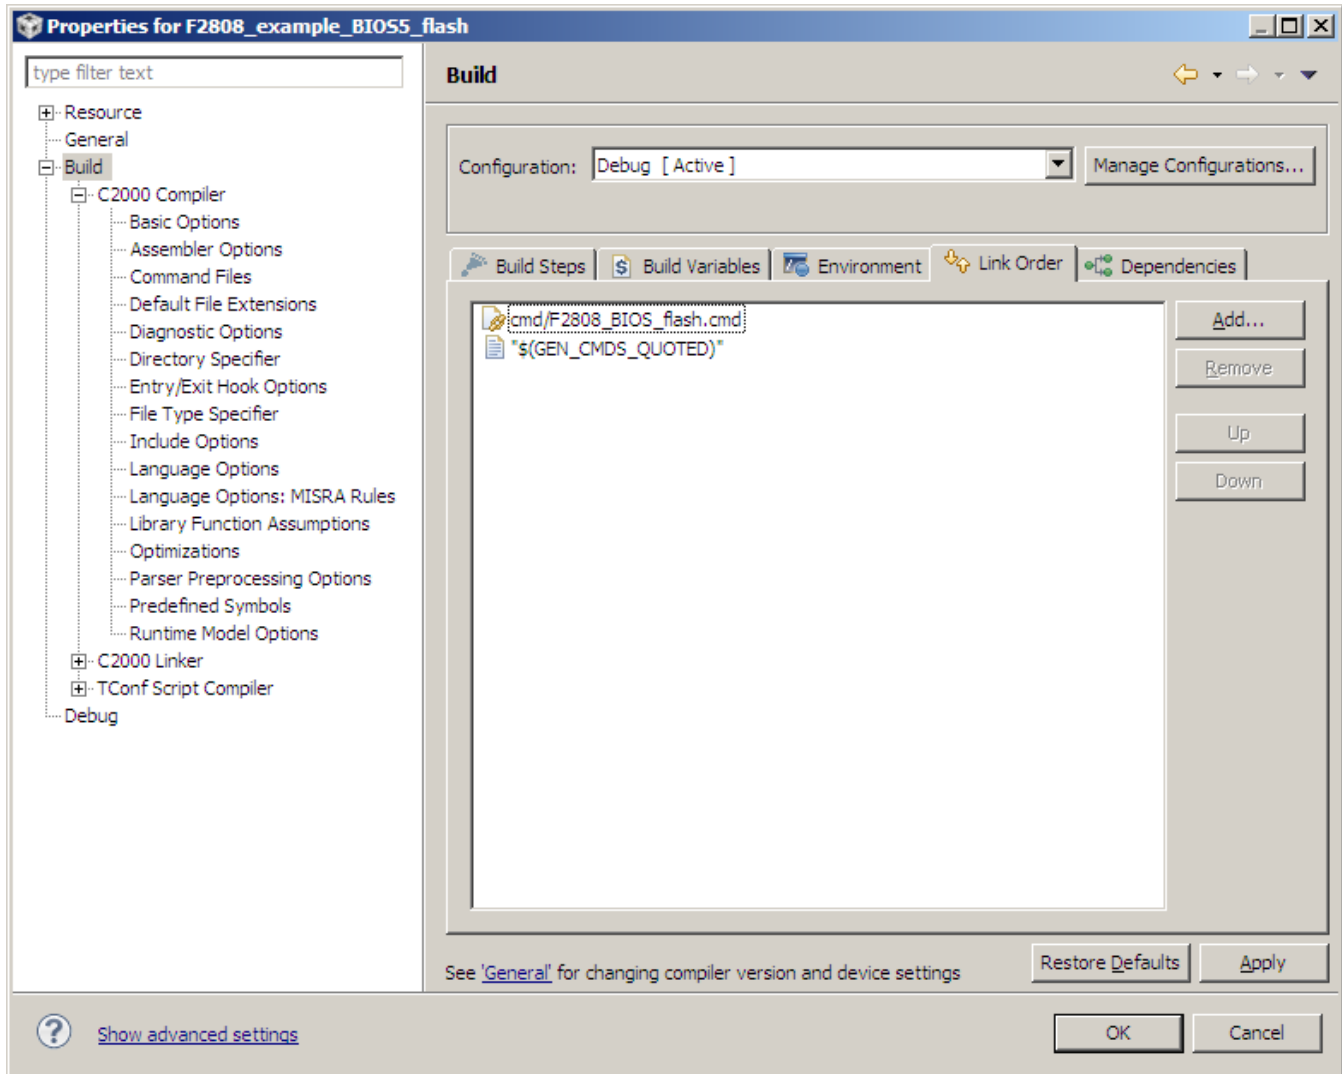 Properties for F2808_example_BIOS5_flash
type filter text
Resource
General
Build
C2000 Compiler
Basic Options
Assembler Options
Command Files
Default File Extensions
Diagnostic Options
Directory Specifier
Entry/Exit Hook Options
File Type Specifier
Include Options
Language Options
Language Options: MISRA Rules
Library Function Assumptions
Optimizations
Parser Preprocessing Options
Predefined Symbols
Runtime Model Options
C2000 Linker
TConf Script Compiler
Debug
Build
Configuration: Debug [ Active ] Manage Configurations...
Build Steps Build Variables Environment Link Order Dependencies
cmd/F2808_BIOS_flash.cmd
"$(GEN_CMDS_QUOTED)"
Add...
Remove
Up
Down
See 'General' for changing compiler version and device settings
Restore Defaults Apply
Show advanced settings
OK Cancel